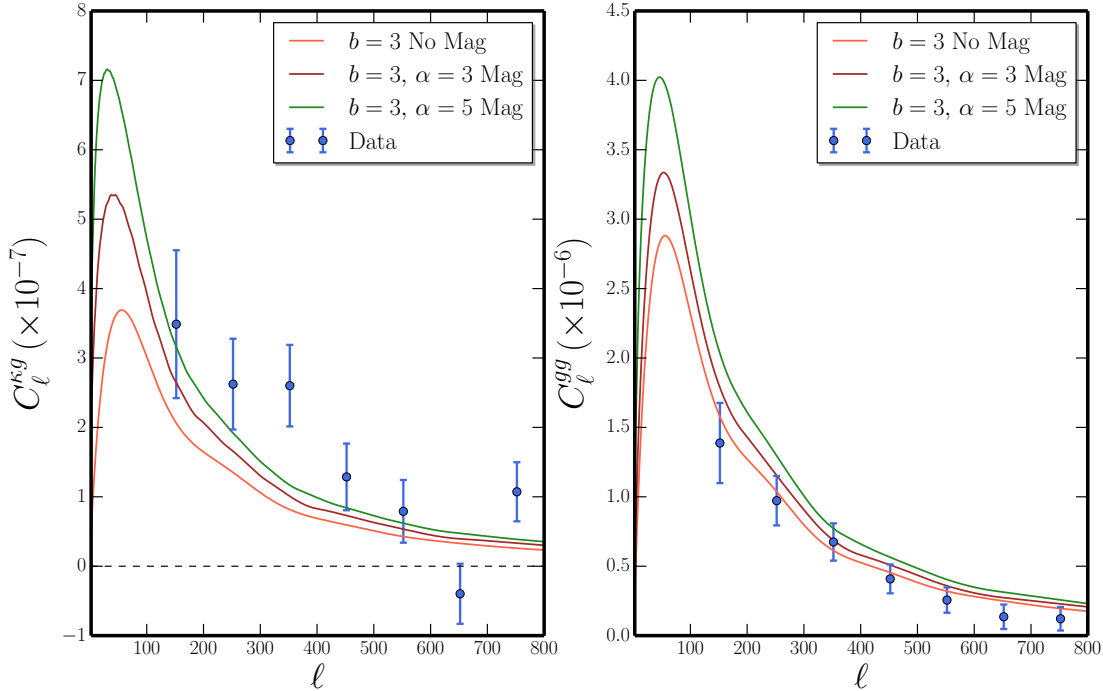 8
7
6
5
4
3
2
1
0
−1
C_ℓ^{κg} (×10^{−7})
b = 3 No Mag
b = 3, α = 3 Mag
b = 3, α = 5 Mag
Data
100 200 300 400 500 600 700 800
ℓ
4.5
4.0
3.5
3.0
2.5
2.0
1.5
1.0
0.5
0.0
C_ℓ^{gg} (×10^{−6})
b = 3 No Mag
b = 3, α = 3 Mag
b = 3, α = 5 Mag
Data
100 200 300 400 500 600 700 800
ℓ